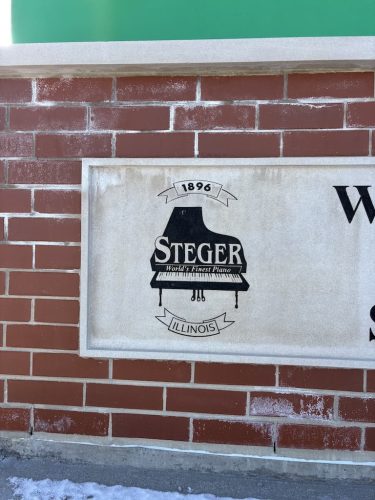 1896
STEGER
World's Finest Piano
ILLINOIS
W
S